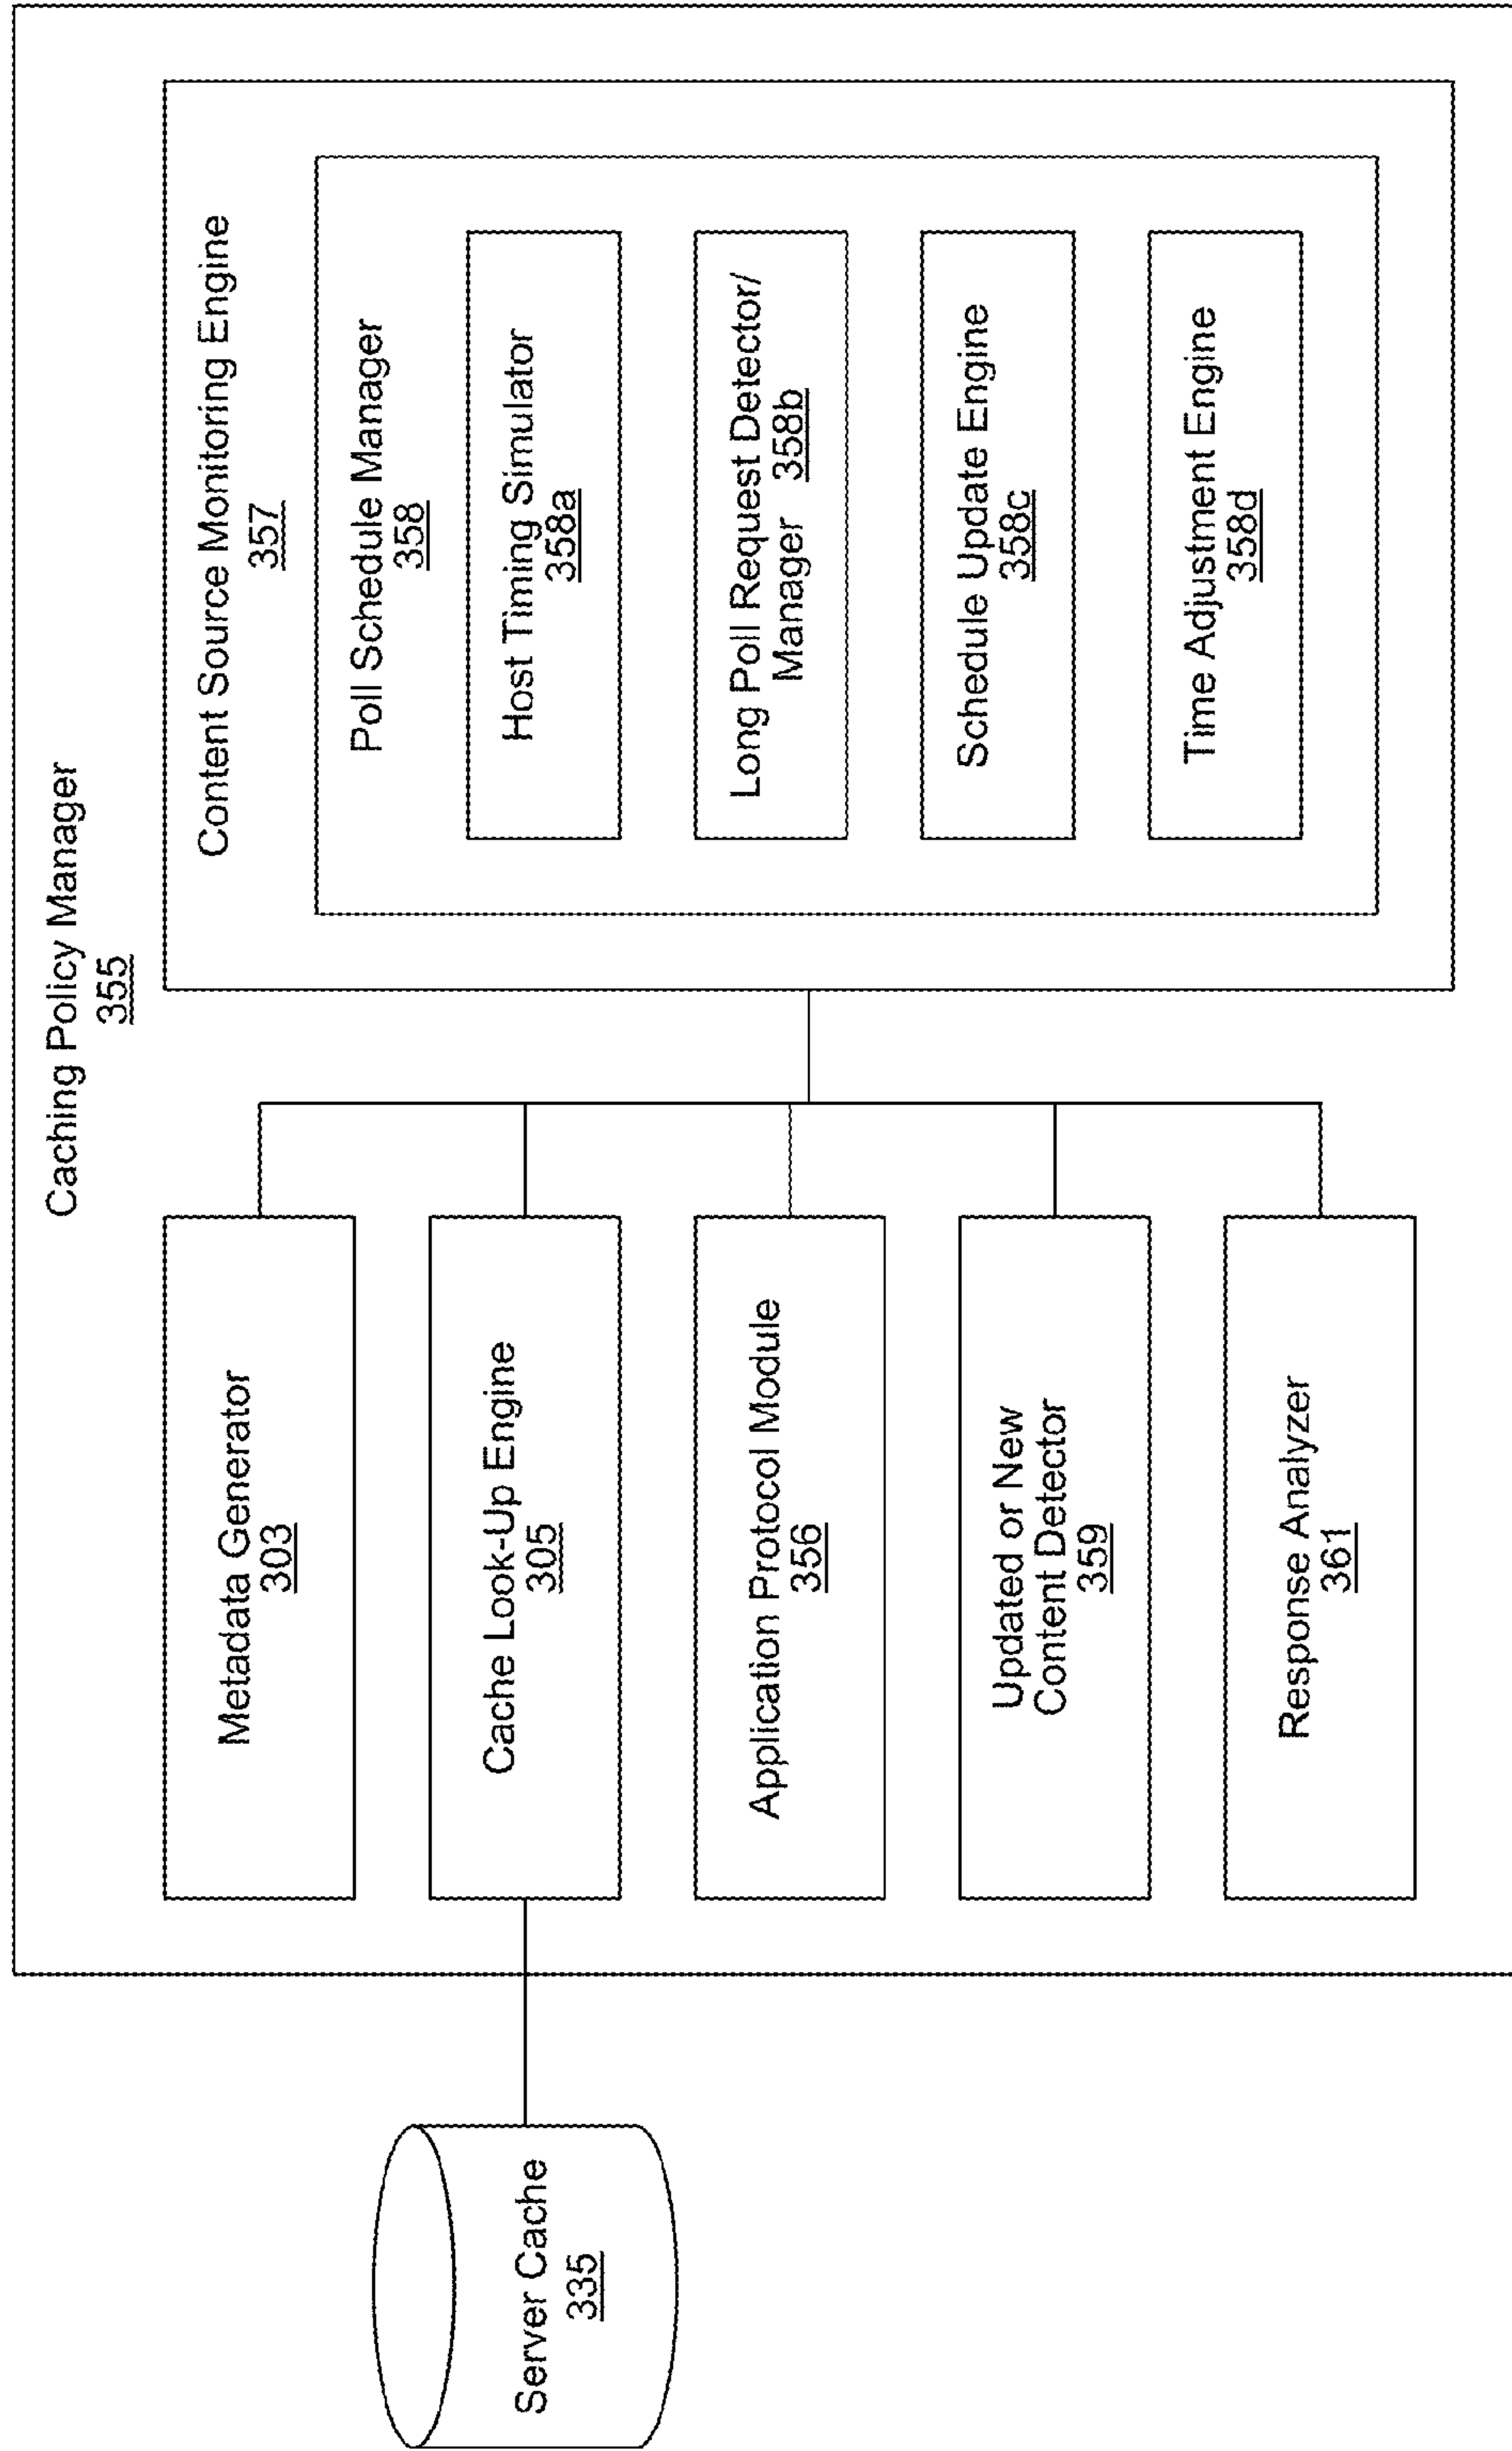 Caching Policy Manager
355
Server Cache
335
Metadata Generator
303
Cache Look-Up Engine
305
Application Protocol Module
356
Updated or New
Content Detector
359
Response Analyzer
361
Content Source Monitoring Engine
357
Poll Schedule Manager
358
Host Timing Simulator
358a
Long Poll Request Detector/
Manager 358b
Schedule Update Engine
358c
Time Adjustment Engine
358d